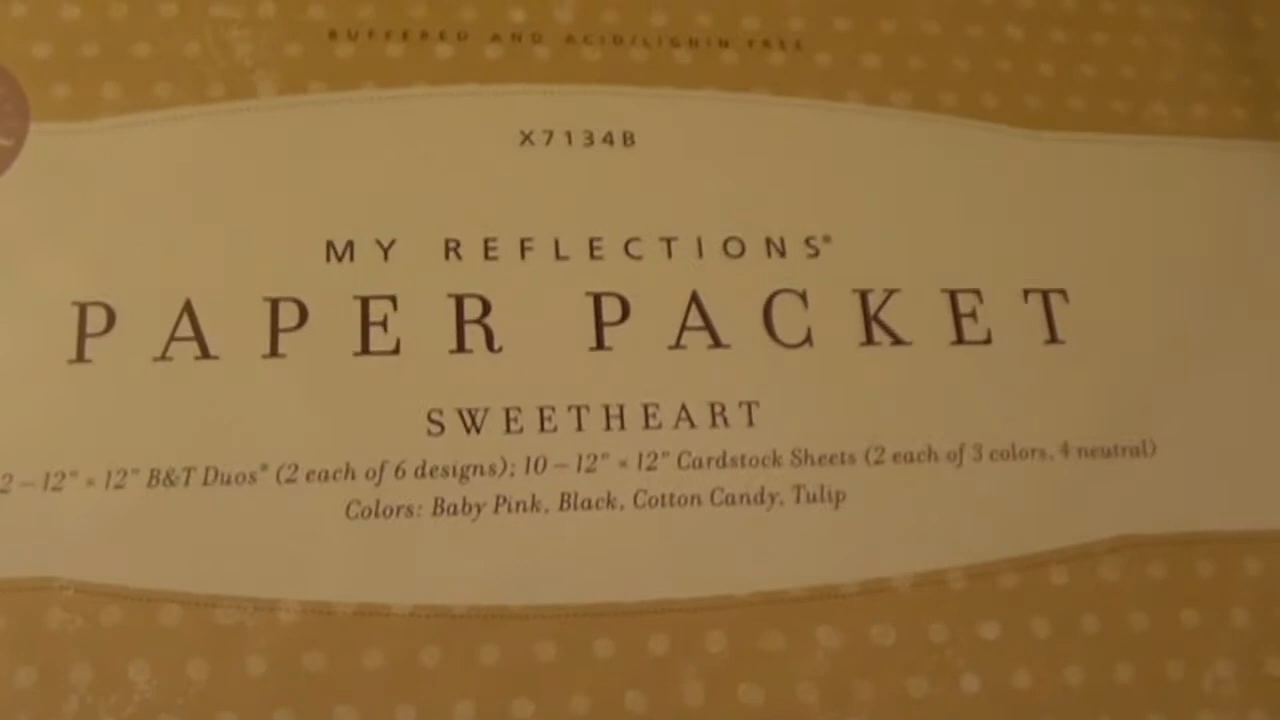 BUFFERED AND ACID/LIGNIN FREE
X7134B
MY REFLECTIONS®
PAPER PACKET
SWEETHEART
2 – 12" × 12" B&T Duos® (2 each of 6 designs); 10 – 12" × 12" Cardstock Sheets (2 each of 3 colors, 4 neutral)
Colors: Baby Pink, Black, Cotton Candy, Tulip